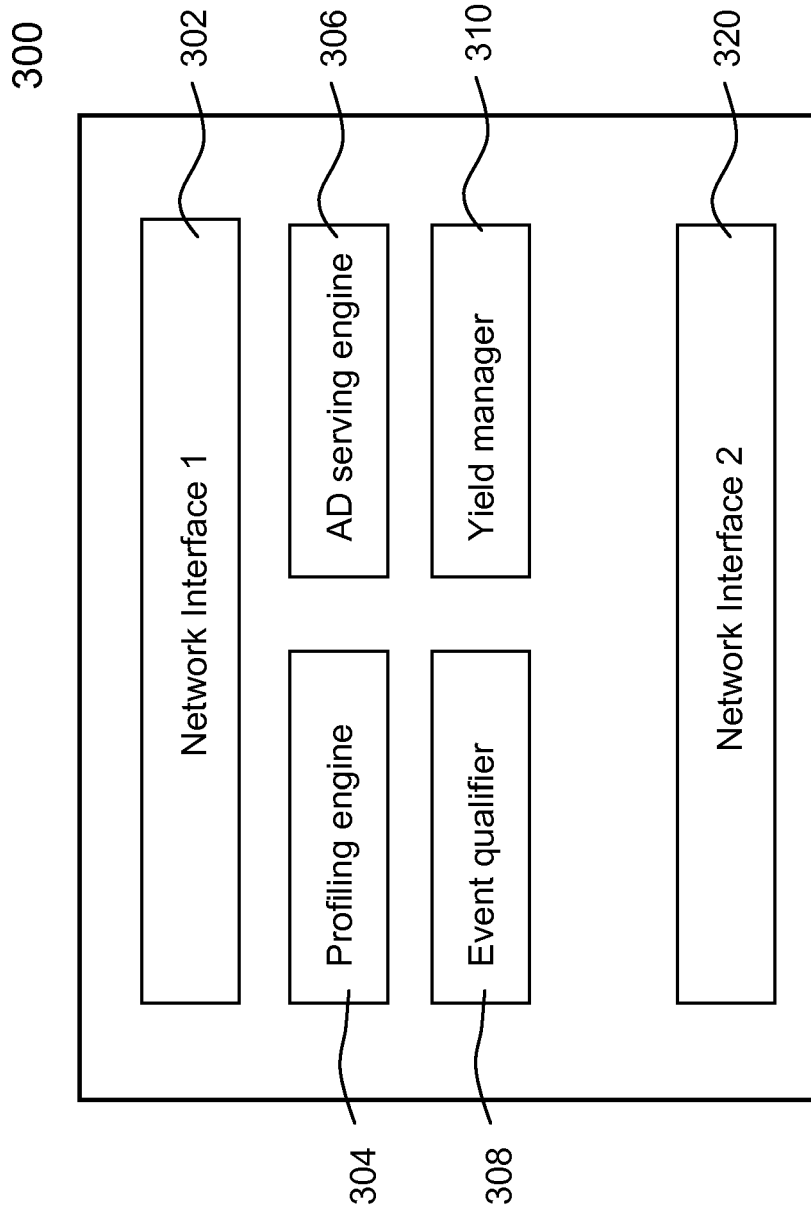 300
Network Interface 1
302
304
Profiling engine
AD serving engine
306
308
Event qualifier
Yield manager
310
Network Interface 2
320